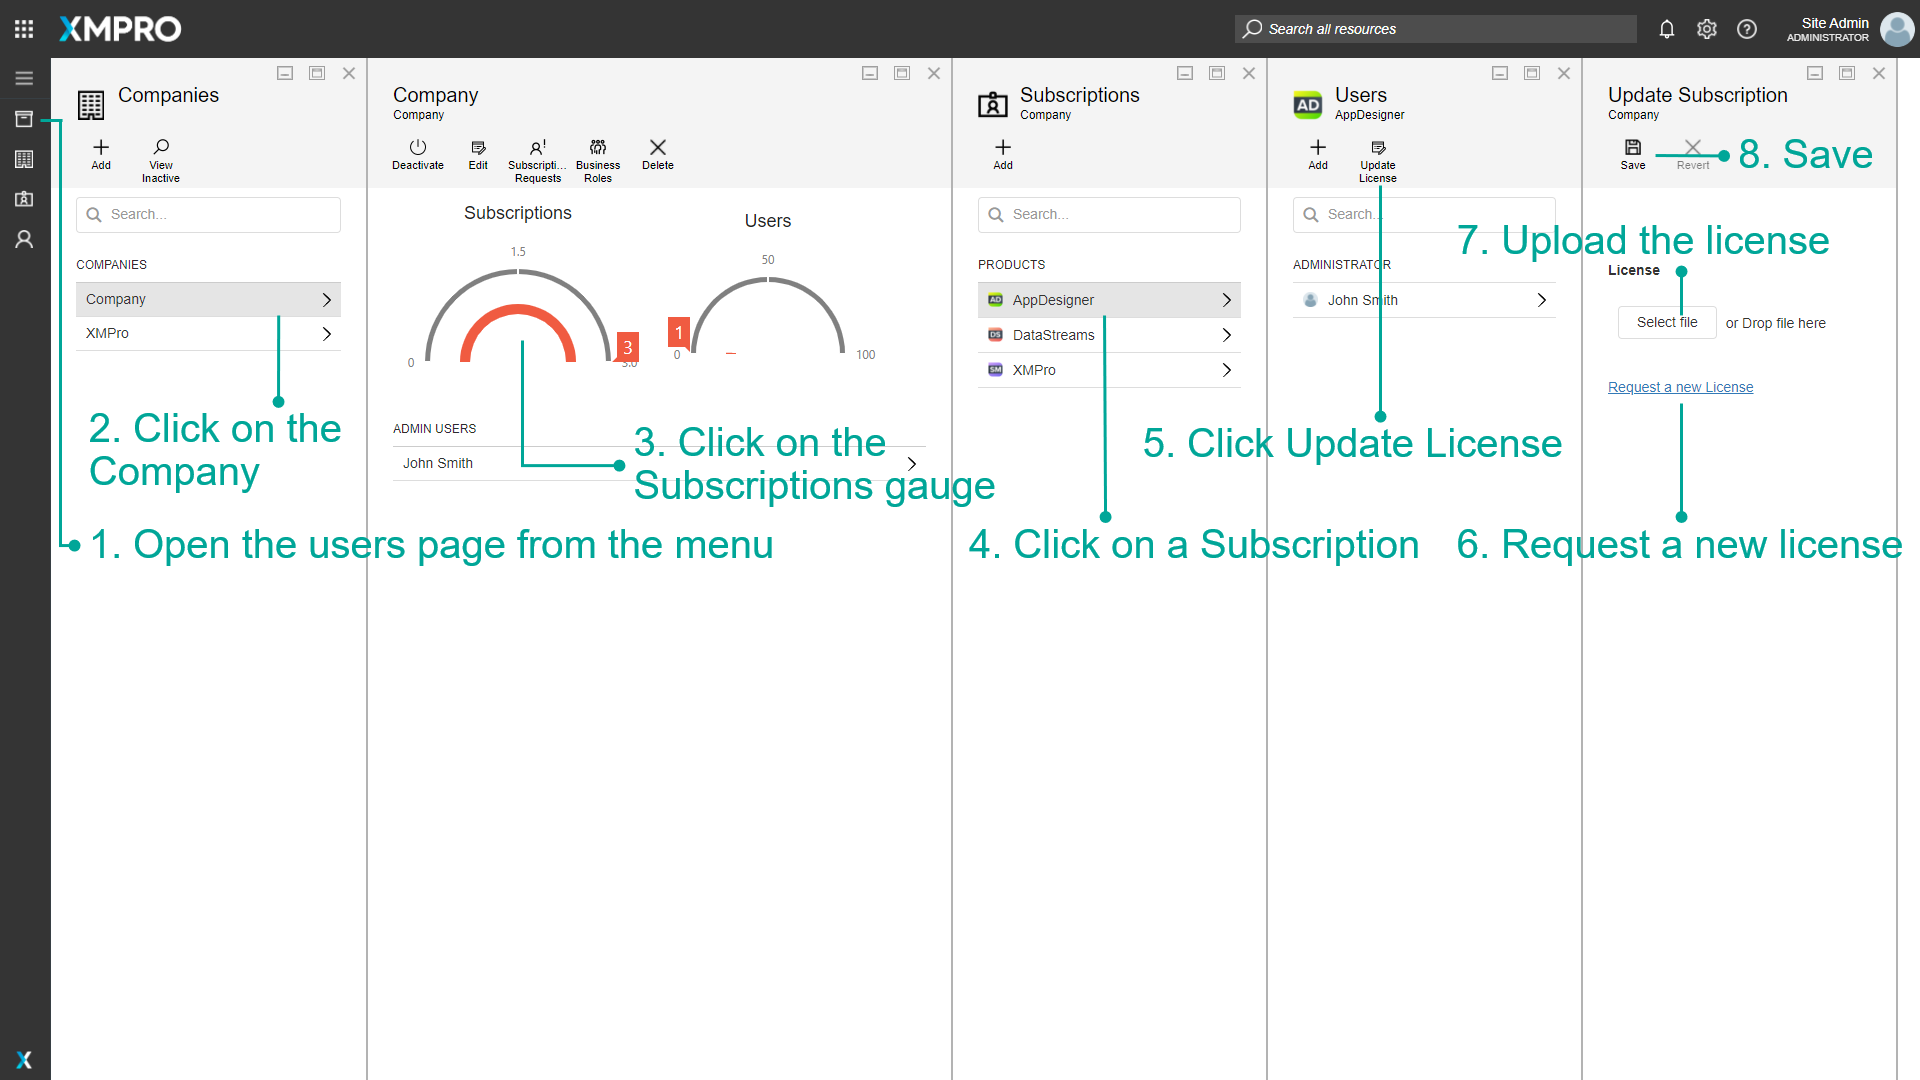 XMPRO
Search all resources
Site Admin
ADMINISTRATOR
Companies
Add
View
Inactive
Search...
COMPANIES
Company
XMPro
2. Click on the
Company
1. Open the users page from the menu
Company
Company
Deactivate
Edit
Subscripti...
Requests
Business
Roles
Delete
Subscriptions
1.5
0
3
3.0
Users
50
1
0
100
ADMIN USERS
John Smith
3. Click on the
Subscriptions gauge
Subscriptions
Company
Add
Search...
PRODUCTS
AD AppDesigner
DS DataStreams
SM XMPro
4. Click on a Subscription
AD
Users
AppDesigner
Add
Update
License
Search...
ADMINISTRATOR
John Smith
5. Click Update License
Update Subscription
Company
Save
Revert
8. Save
7. Upload the license
License
Select file
or Drop file here
Request a new License
6. Request a new license
X